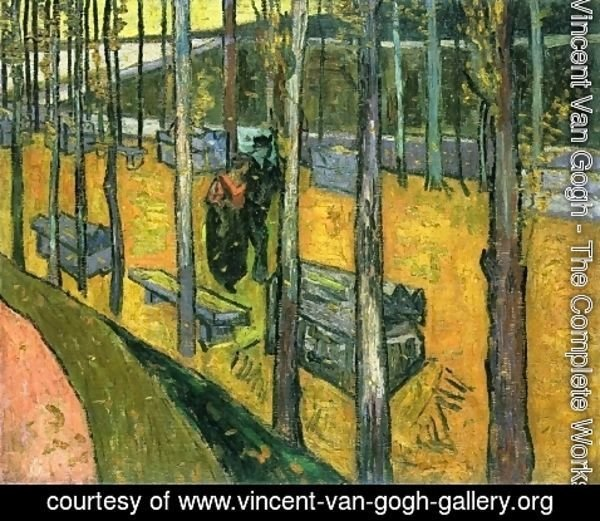 Vincent Van Gogh - The Complete Works
courtesy of www.vincent-van-gogh-gallery.org